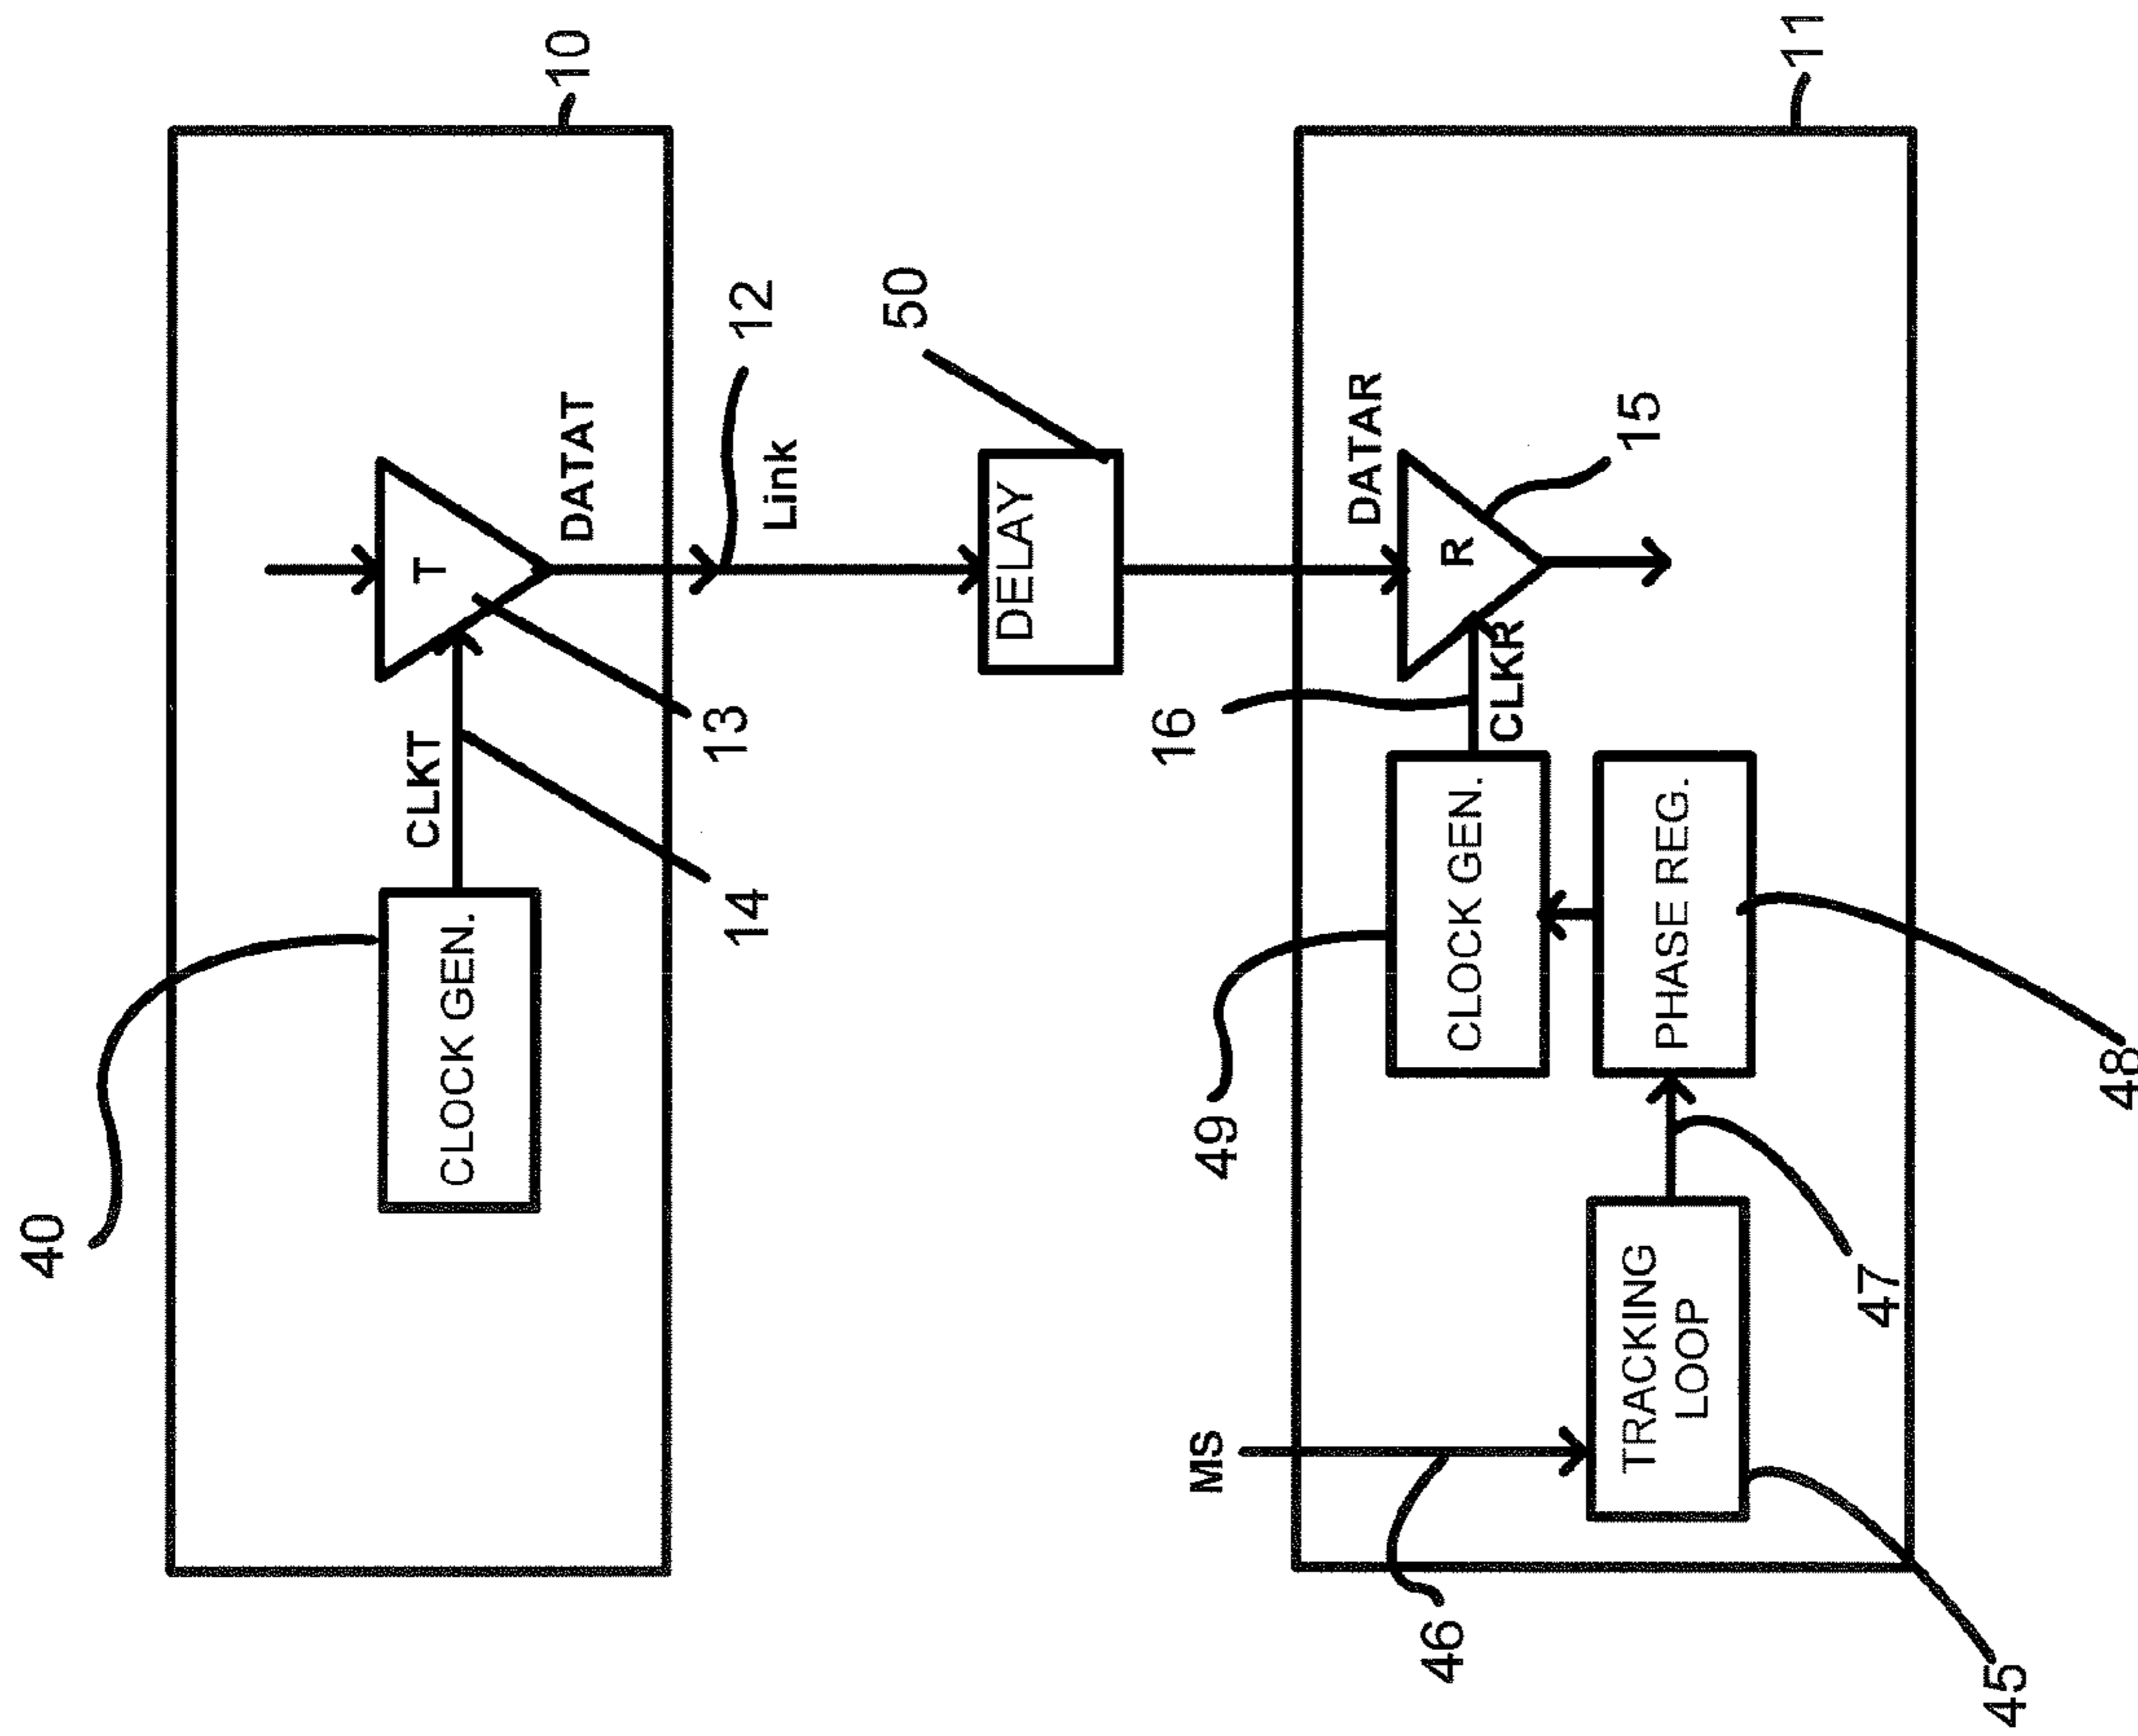 10
T
DATAT
CLKT
CLOCK GEN.
40
13
14
12
Link
50
DELAY
11
DATAR
R
15
16
CLKR
CLOCK GEN.
49
PHASE REG.
48
47
TRACKING
LOOP
MS
46
45